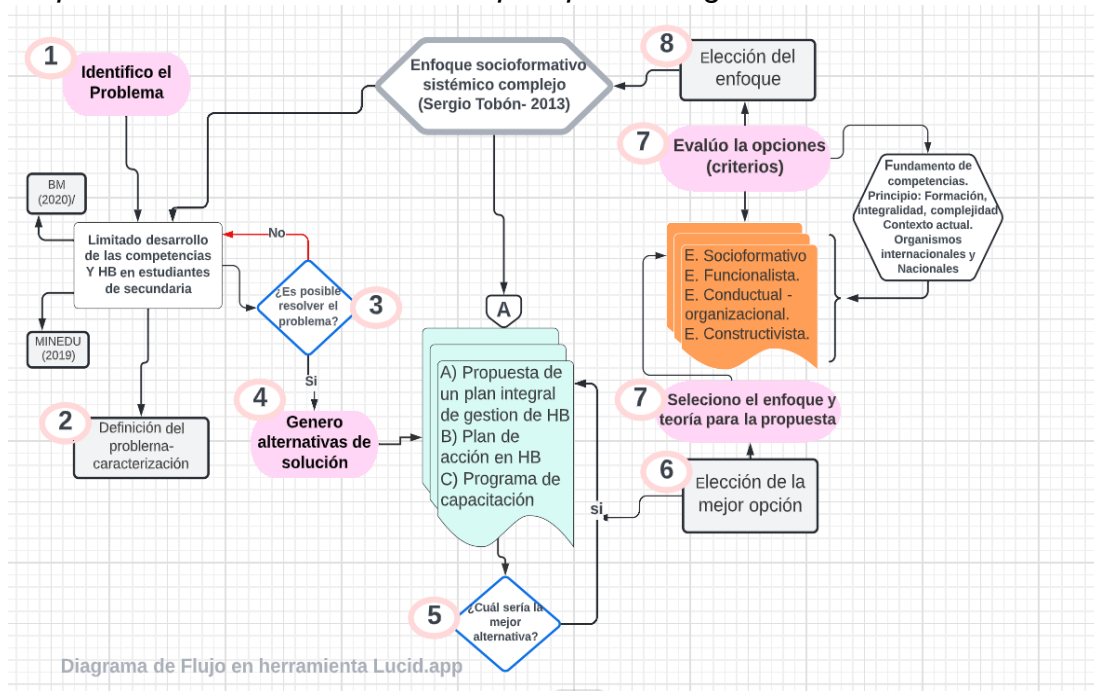 1
Identifico el
Problema
Enfoque socioformativo
sistémico complejo
(Sergio Tobón- 2013)
8
Elección del
enfoque
7
Evalúo la opciones
(criterios)
Fundamento de
competencias.
Principio: Formación,
integralidad, complejidad
Contexto actual.
Organismos
internacionales y
Nacionales
BM
(2020)/
Limitado desarrollo
de las competencias
Y HB en estudiantes
de secundaria
No
¿Es posible
resolver el
problema?
3
MINEDU
(2019)
E. Socioformativo
E. Funcionalista.
E. Conductual -
organizacional.
E. Constructivista.
A
Si
2
Definición del
problema-
caracterización
4
Genero
alternativas de
solución
A) Propuesta de
un plan integral
de gestion de HB
B) Plan de
acción en HB
C) Programa de
capacitación
7
Seleciono el enfoque y
teoría para la propuesta
6
Elección de la
mejor opción
si
5
¿Cuál sería la
mejor
alternativa?
Diagrama de Flujo en herramienta Lucid.app